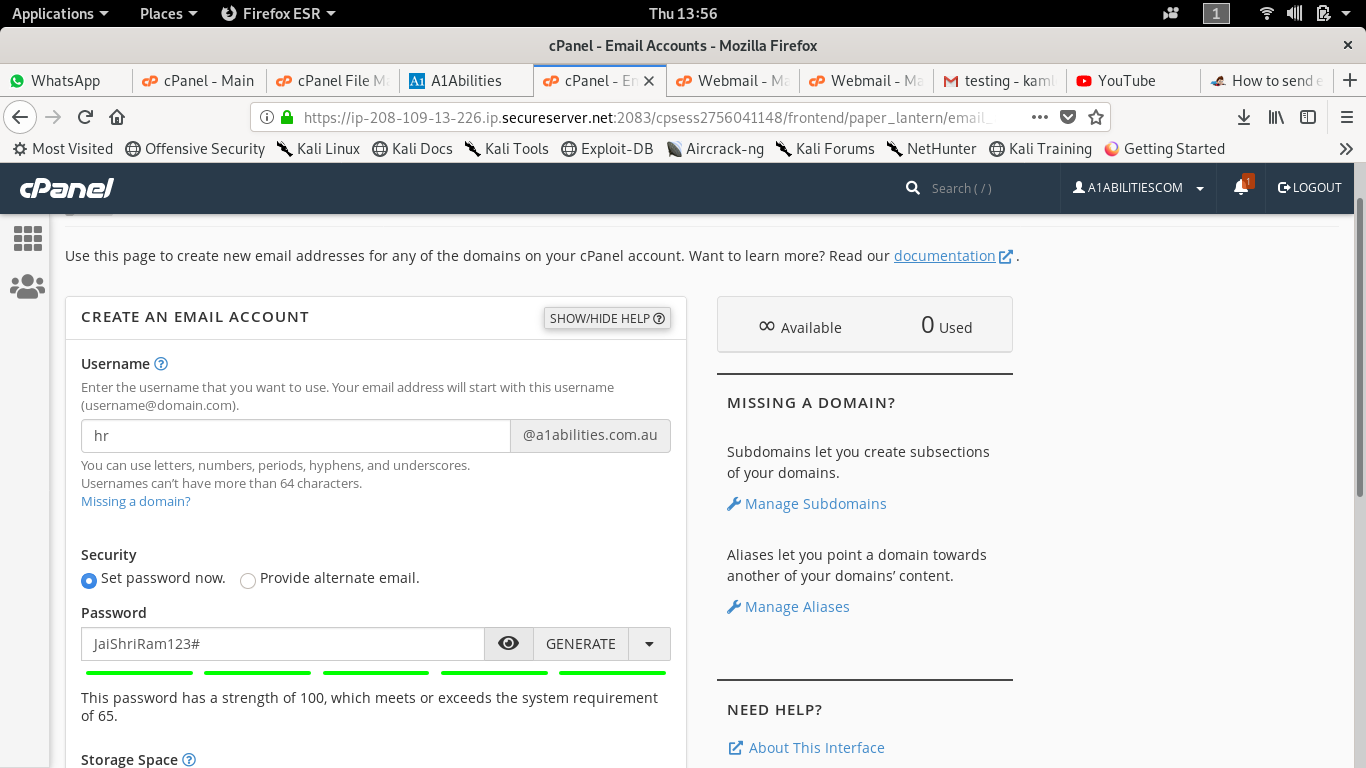 Applications Places Firefox ESR Thu 13:56 1
cPanel - Email Accounts - Mozilla Firefox
WhatsApp cPanel - Main cPanel File M A1 A1Abilities cPanel - Em Webmail - Ma Webmail - Ma testing - kaml YouTube How to send e
https://ip-208-109-13-226.ip.secureserver.net:2083/cpsess2756041148/frontend/paper_lantern/email_
Most Visited Offensive Security Kali Linux Kali Docs Kali Tools Exploit-DB Aircrack-ng Kali Forums NetHunter Kali Training Getting Started
cPanel Search ( / ) A1ABILITIESCOM 1 LOGOUT
Use this page to create new email addresses for any of the domains on your cPanel account. Want to learn more? Read our documentation .
CREATE AN EMAIL ACCOUNT SHOW/HIDE HELP
Username
Enter the username that you want to use. Your email address will start with this username
(username@domain.com).
hr @a1abilities.com.au
You can use letters, numbers, periods, hyphens, and underscores.
Usernames can’t have more than 64 characters.
Missing a domain?
Security
Set password now. Provide alternate email.
Password
JaiShriRam123# GENERATE
This password has a strength of 100, which meets or exceeds the system requirement
of 65.
Storage Space
∞ Available 0 Used
MISSING A DOMAIN?
Subdomains let you create subsections
of your domains.
Manage Subdomains
Aliases let you point a domain towards
another of your domains’ content.
Manage Aliases
NEED HELP?
About This Interface